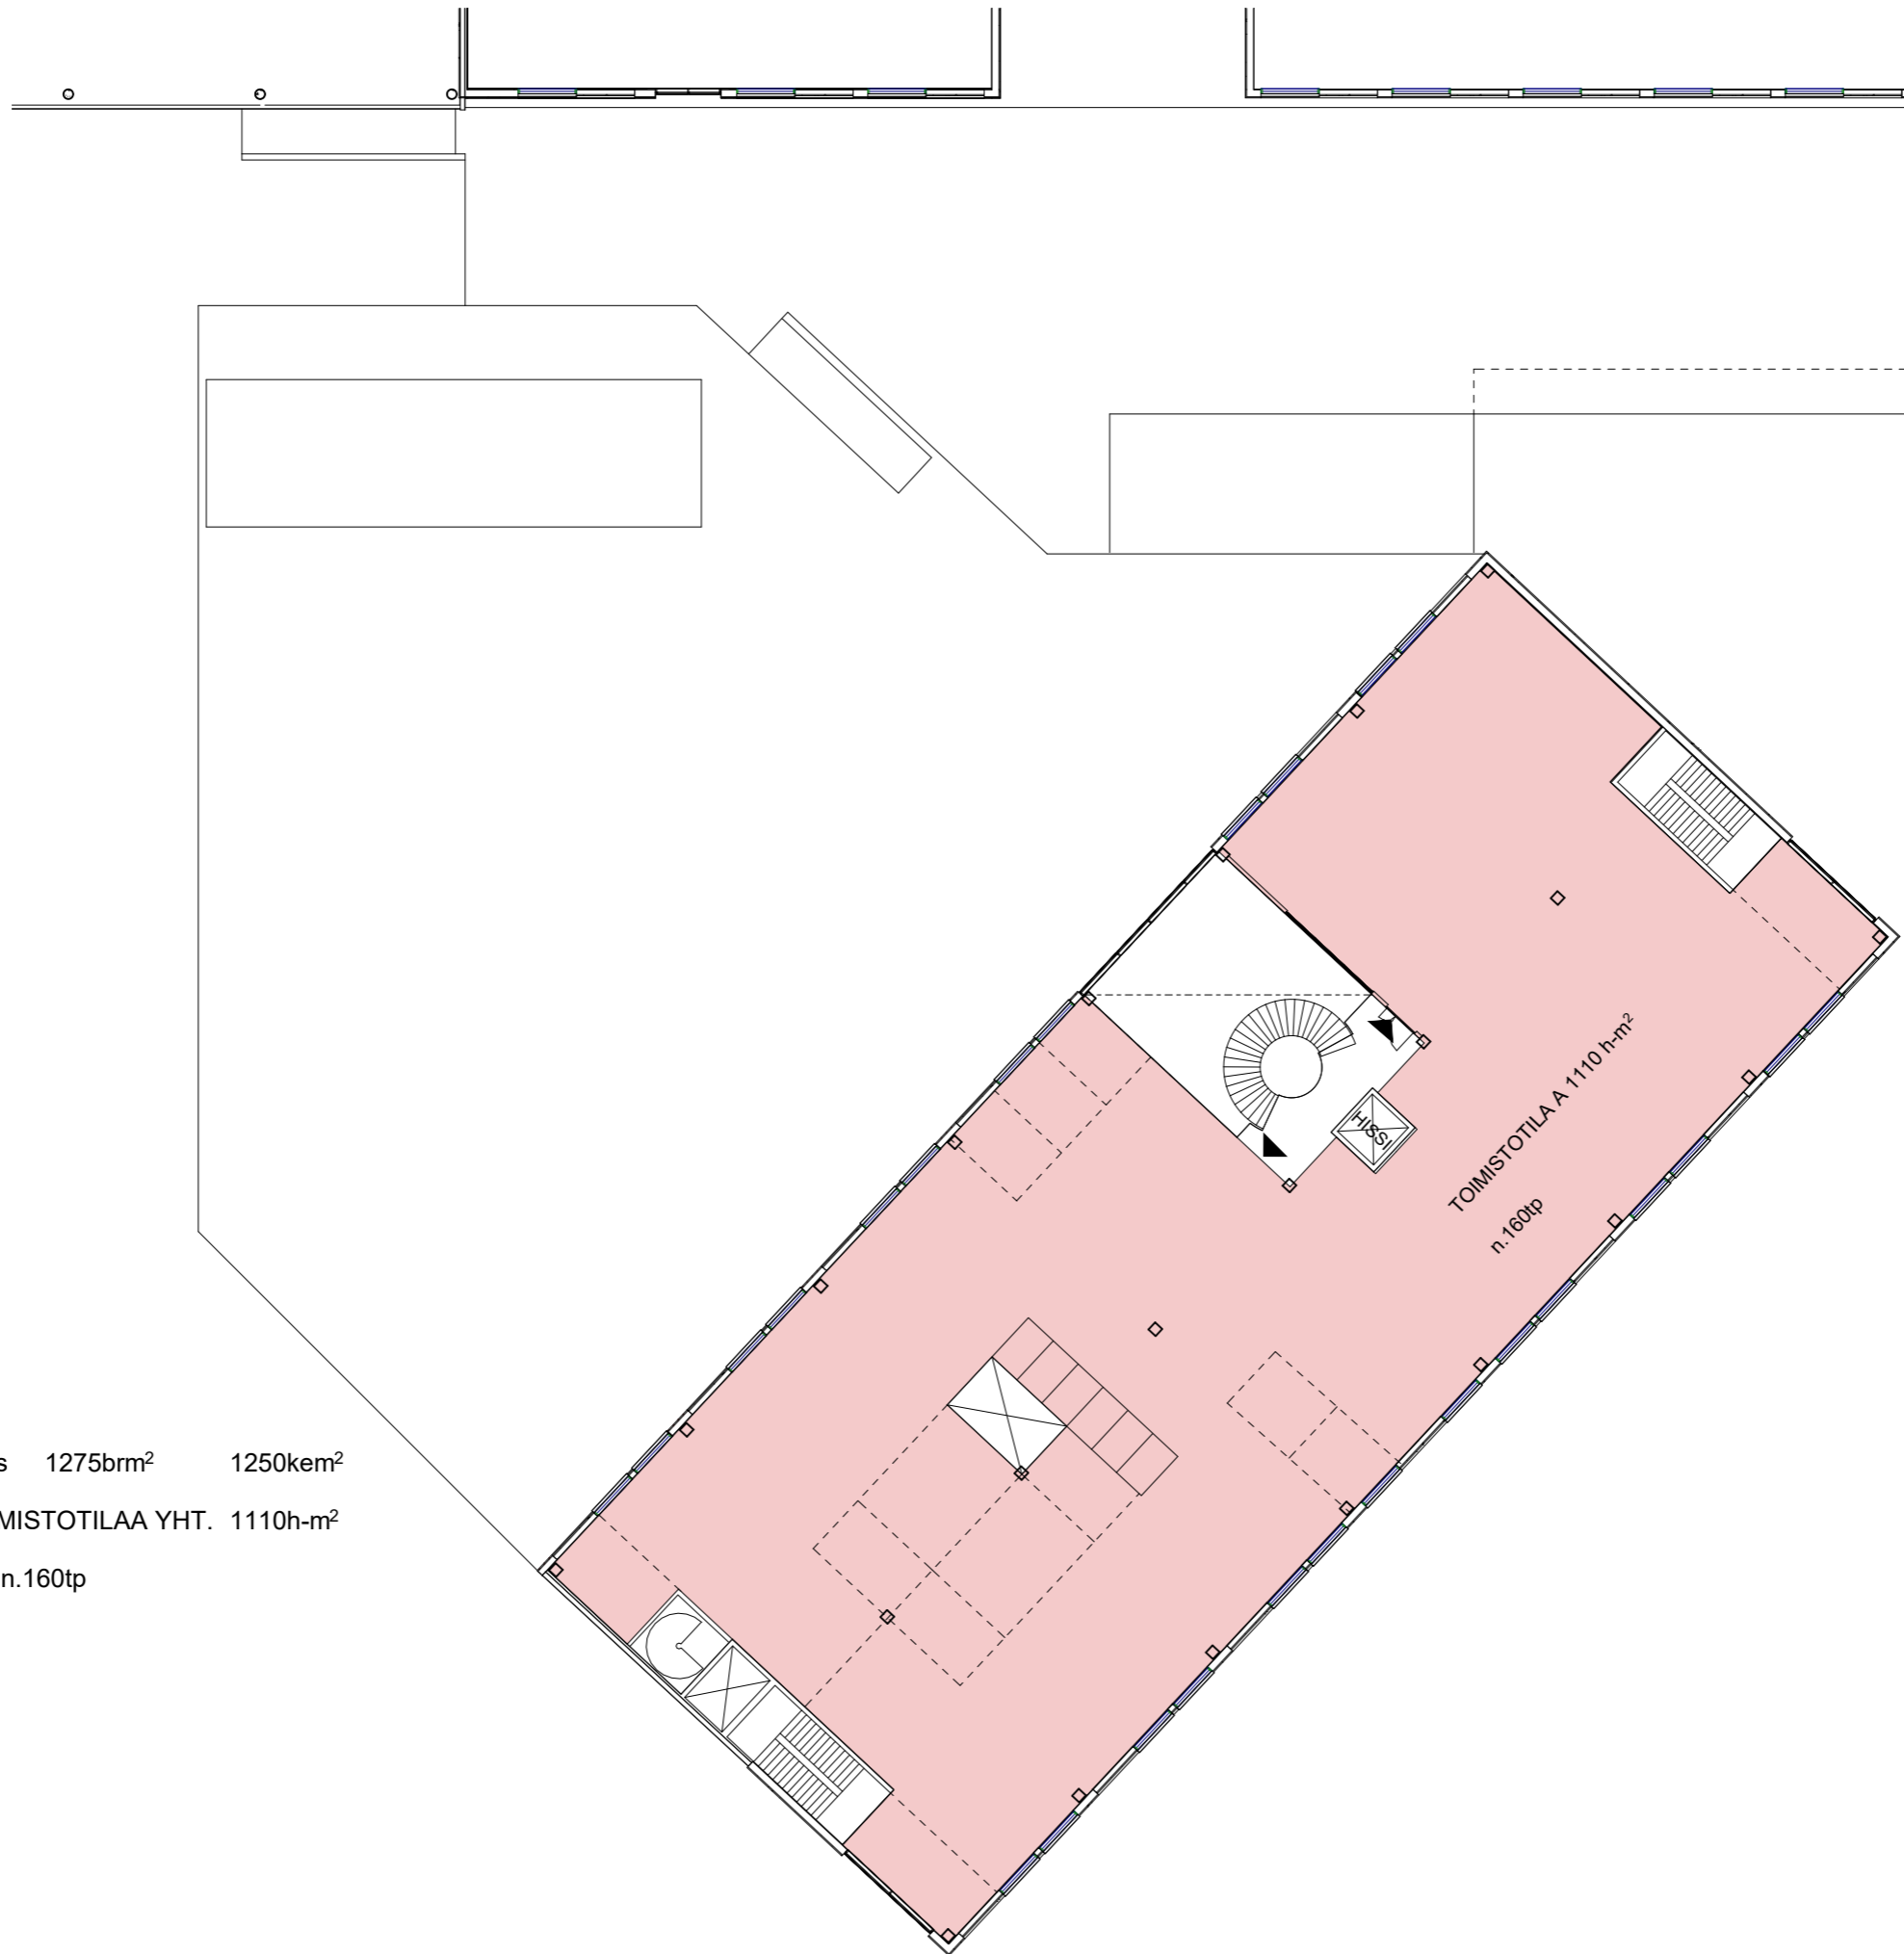 TOIMISTOTILA A 1110 h-m²
n.160tp
HISSI
s 1275brm² 1250kem²
MISTOTILAA YHT. 1110h-m²
n.160tp